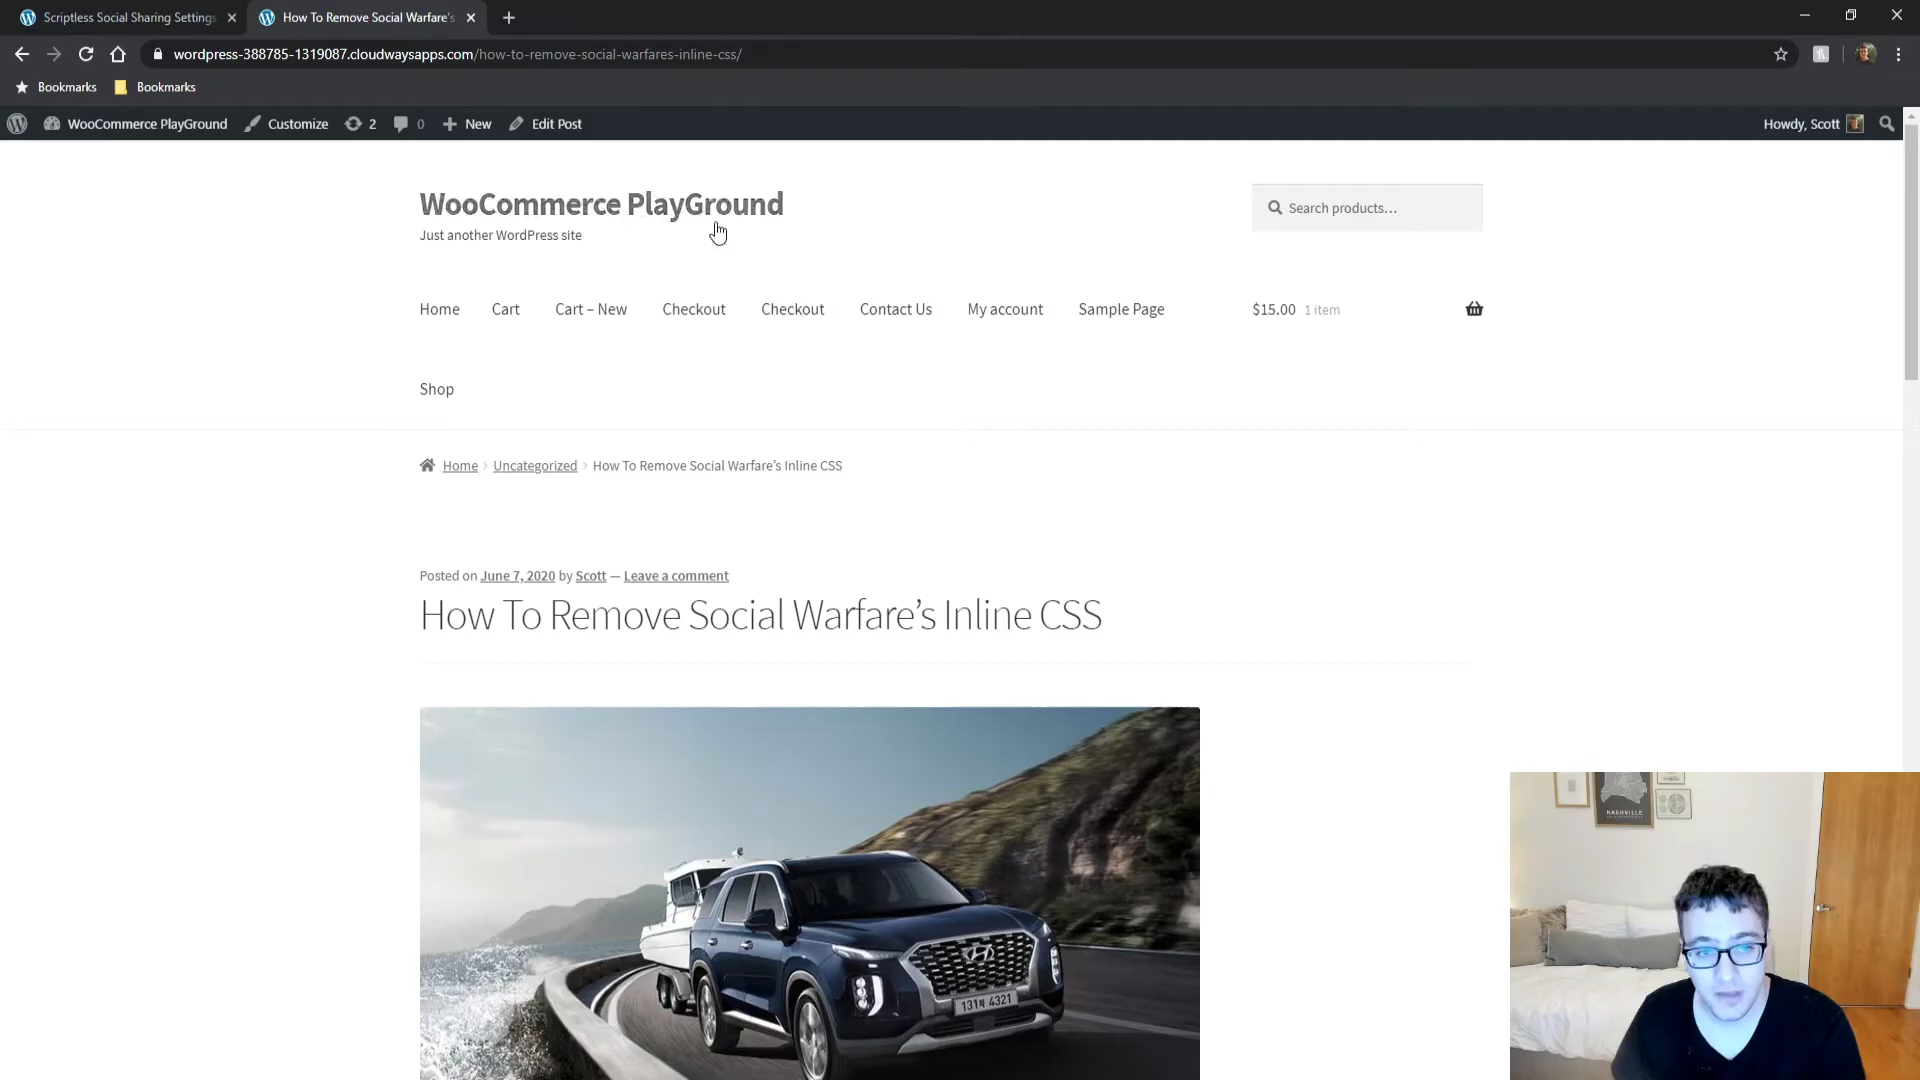 Scriptless Social Sharing Settings
How To Remove Social Warfare's
wordpress-388785-1319087.cloudwaysapps.com/how-to-remove-social-warfares-inline-css/
Bookmarks
Bookmarks
WooCommerce PlayGround
Customize
2
0
New
Edit Post
Howdy, Scott
WooCommerce PlayGround
Just another WordPress site
Search products…
Home
Cart
Cart – New
Checkout
Checkout
Contact Us
My account
Sample Page
$15.00 1 item
Shop
Home › Uncategorized › How To Remove Social Warfare’s Inline CSS
Posted on June 7, 2020 by Scott — Leave a comment
How To Remove Social Warfare’s Inline CSS
NASHVILLE